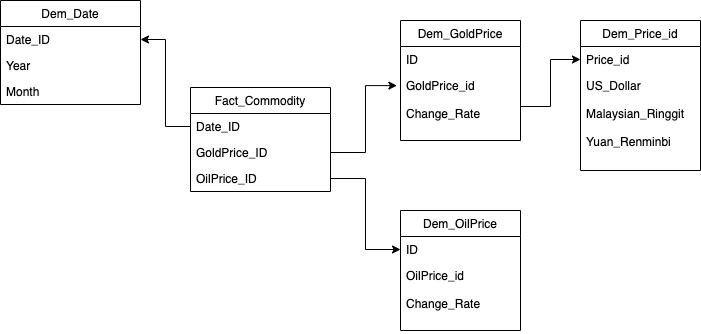 Dem_Date
Date_ID
Year
Month
Fact_Commodity
Date_ID
GoldPrice_ID
OilPrice_ID
Dem_GoldPrice
ID
GoldPrice_id
Change_Rate
Dem_Price_id
Price_id
US_Dollar
Malaysian_Ringgit
Yuan_Renminbi
Dem_OilPrice
ID
OilPrice_id
Change_Rate